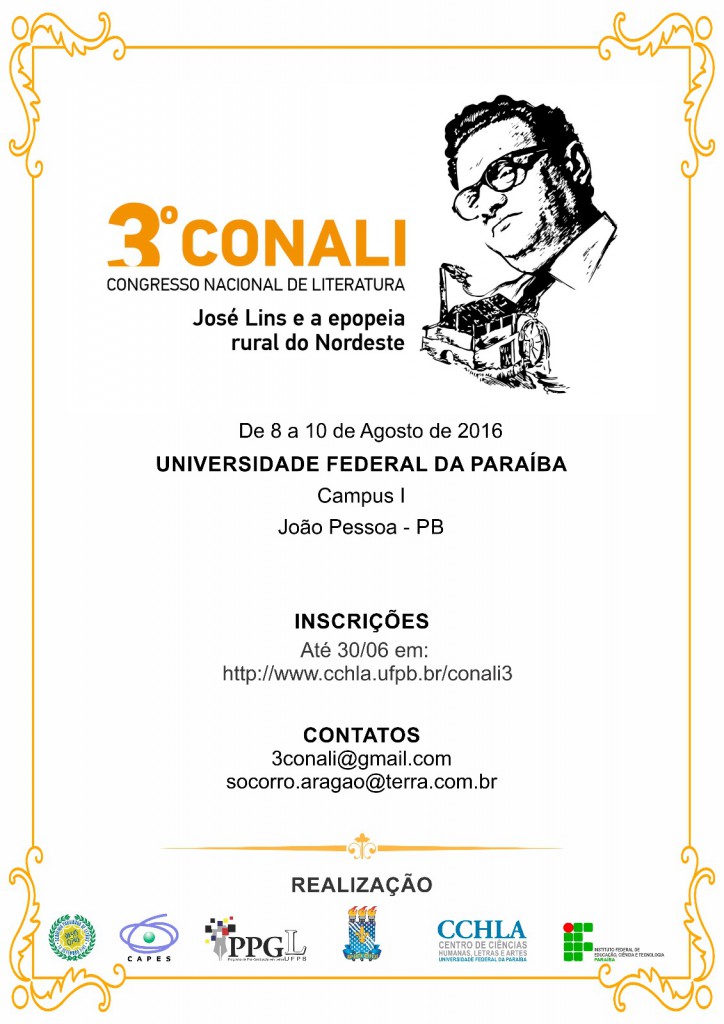 3º CONALI
CONGRESSO NACIONAL DE LITERATURA
José Lins e a epopeia
rural do Nordeste
De 8 a 10 de Agosto de 2016
UNIVERSIDADE FEDERAL DA PARAÍBA
Campus I
João Pessoa - PB
INSCRIÇÕES
Até 30/06 em:
http://www.cchla.ufpb.br/conali3
CONTATOS
3conali@gmail.com
socorro.aragao@terra.com.br
REALIZAÇÃO
CAPES
PPGL
UFPB
CCHLA
CENTRO DE CIÊNCIAS
HUMANAS, LETRAS E ARTES
UNIVERSIDADE FEDERAL DA PARAÍBA
INSTITUTO FEDERAL DE
EDUCAÇÃO, CIÊNCIA E TECNOLOGIA
PARAÍBA